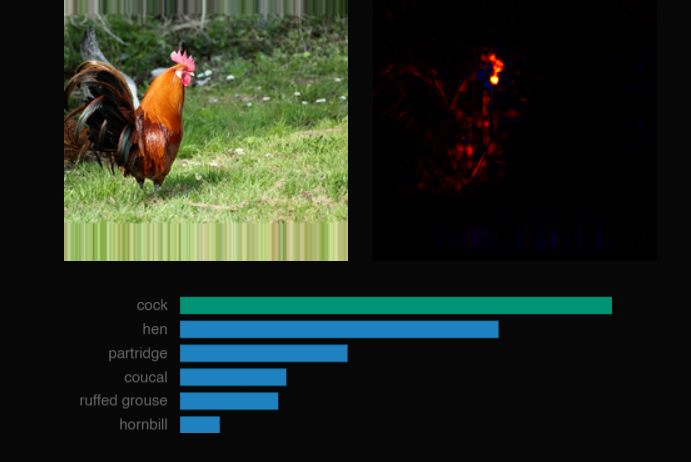 cock
hen
partridge
coucal
ruffed grouse
hornbill